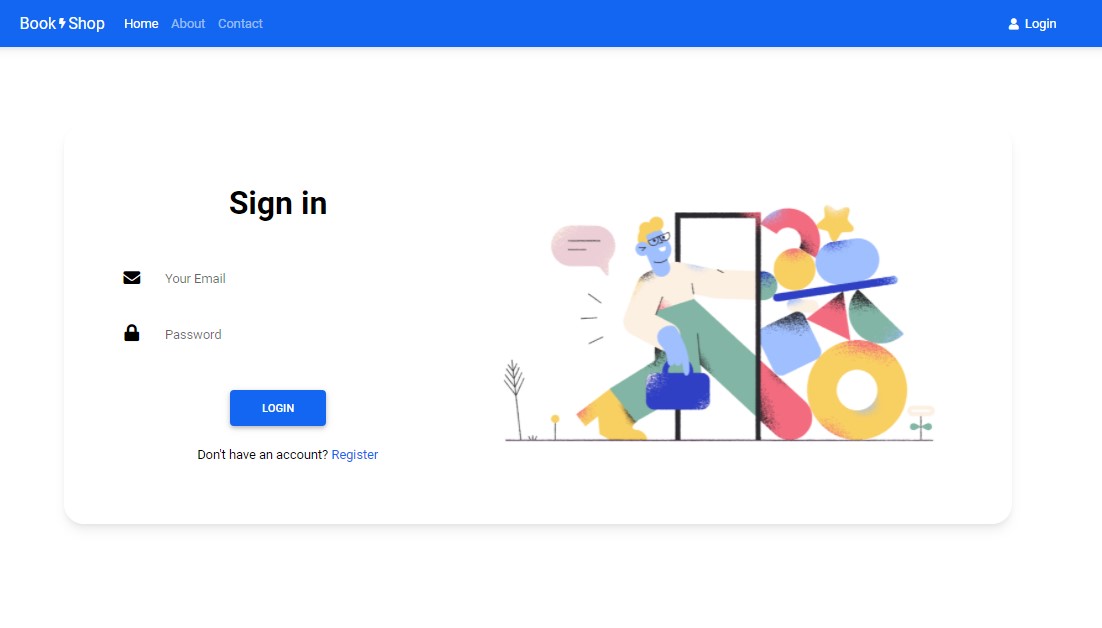 Book Shop Home About Contact Login
Sign in
Your Email
Password
LOGIN
Don't have an account? Register